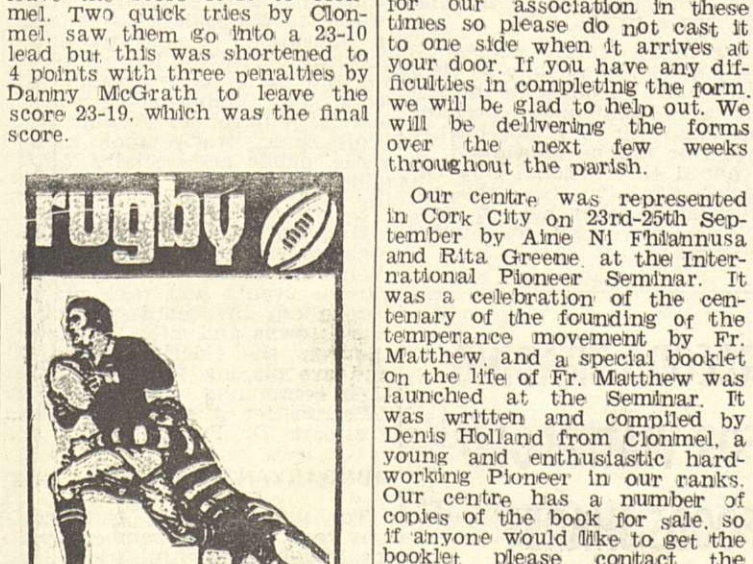 mel. Two quick tries by Clon-
mel, saw them go into a 23-10
lead but this was shortened to
4 points with three penalties by
Danny McGrath to leave the
score 23-19, which was the final
score.
rugby
for our association in these
times so please do not cast it
to one side when it arrives at
your door. If you have any dif-
ficulties in completing the form,
we will be glad to help out. We
will be delivering the forms
over the next few weeks
throughout the parish.
Our centre was represented
in Cork City on 23rd-25th Sep-
tember by Aine Ni Fhiannusa
and Rita Greene at the Inter-
national Pioneer Seminar. It
was a celebration of the cen-
tenary of the founding of the
temperance movement by Fr.
Matthew, and a special booklet
on the life of Fr. Matthew was
launched at the Seminar. It
was written and compiled by
Denis Holland from Clonmel, a
young and enthusiastic hard-
working Pioneer in our ranks.
Our centre has a number of
copies of the book for sale, so
if anyone would like to get the
booklet please contact the